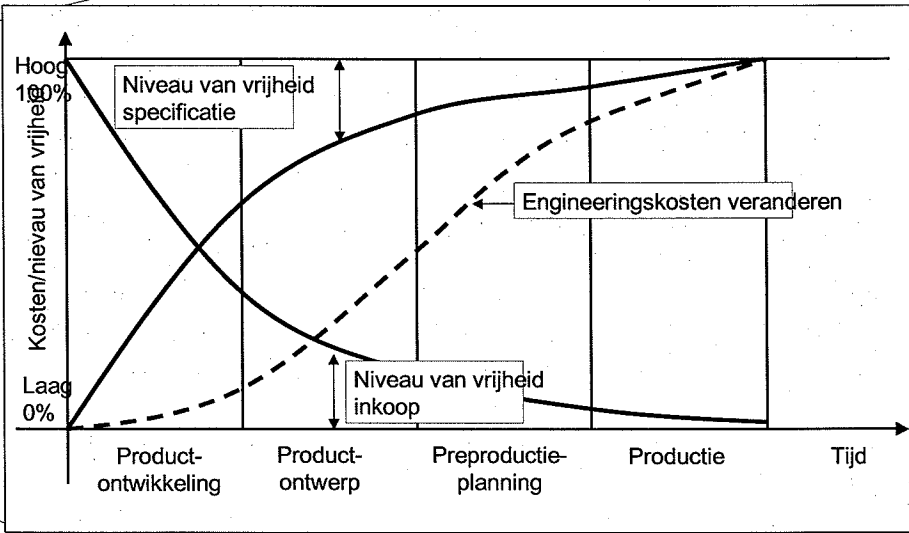 Hoog
100%
Kosten/nievau van vrijheid
Niveau van vrijheid
specificatie
Engineeringskosten veranderen
Niveau van vrijheid
inkoop
Laag
0%
Product-
ontwikkeling
Product-
ontwerp
Preproductie-
planning
Productie
Tijd